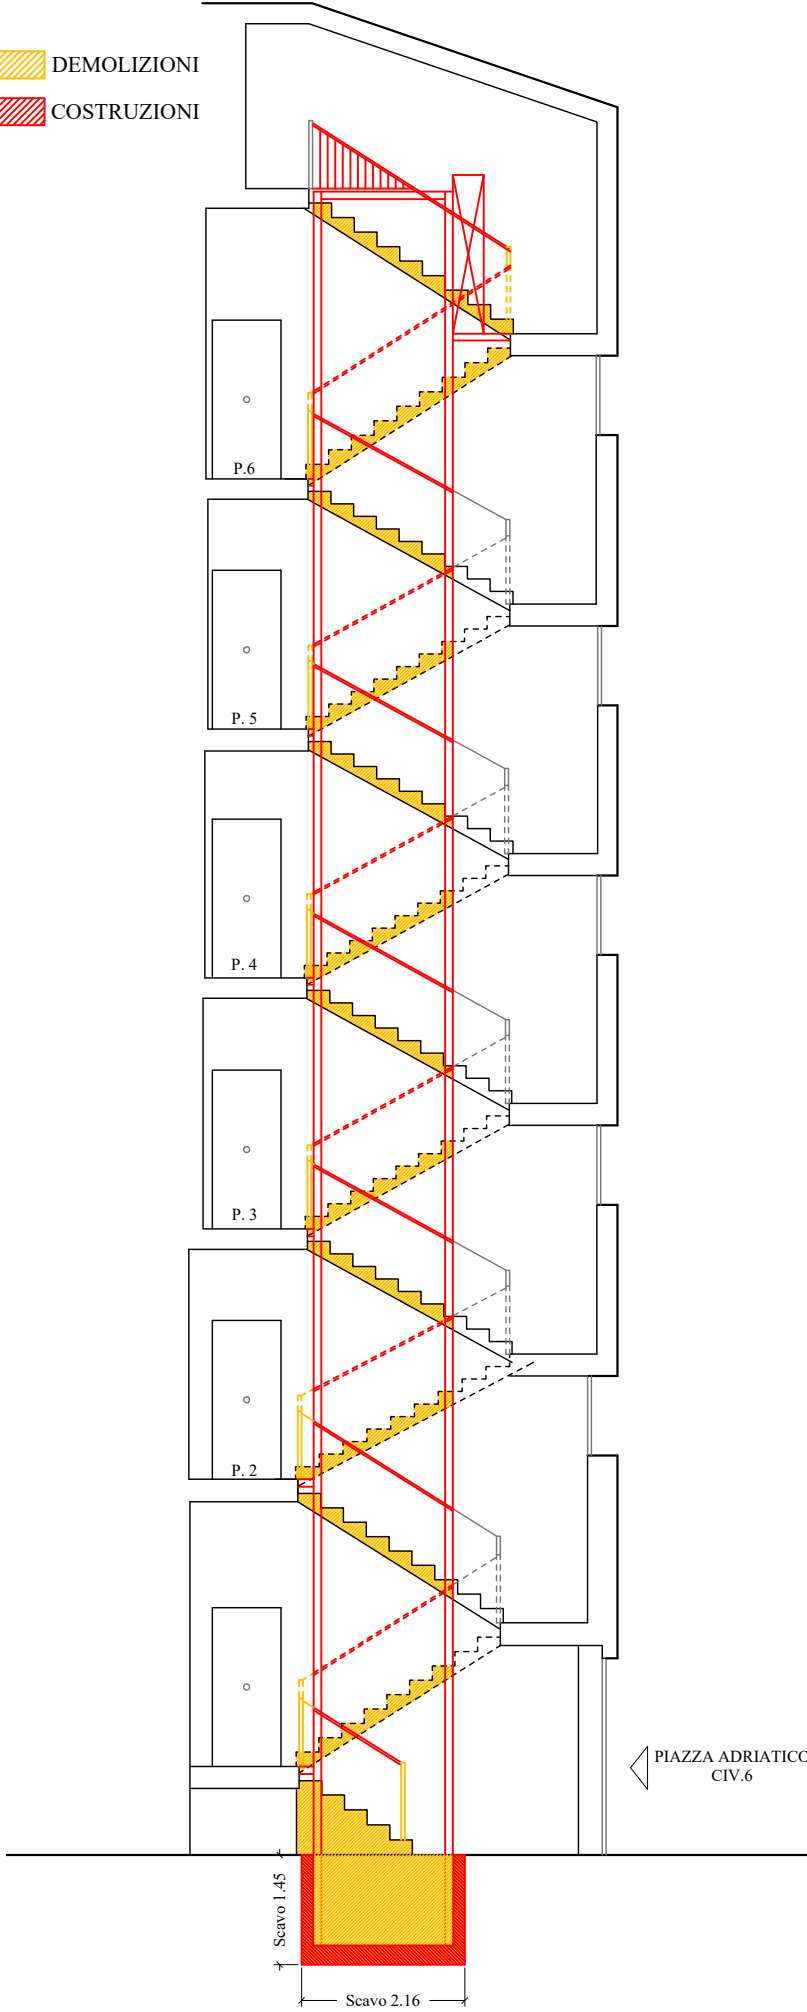 DEMOLIZIONI
COSTRUZIONI
P.6
P. 5
P. 4
P. 3
P. 2
PIAZZA ADRIATICO
CIV.6
Scavo 1.45
Scavo 2.16